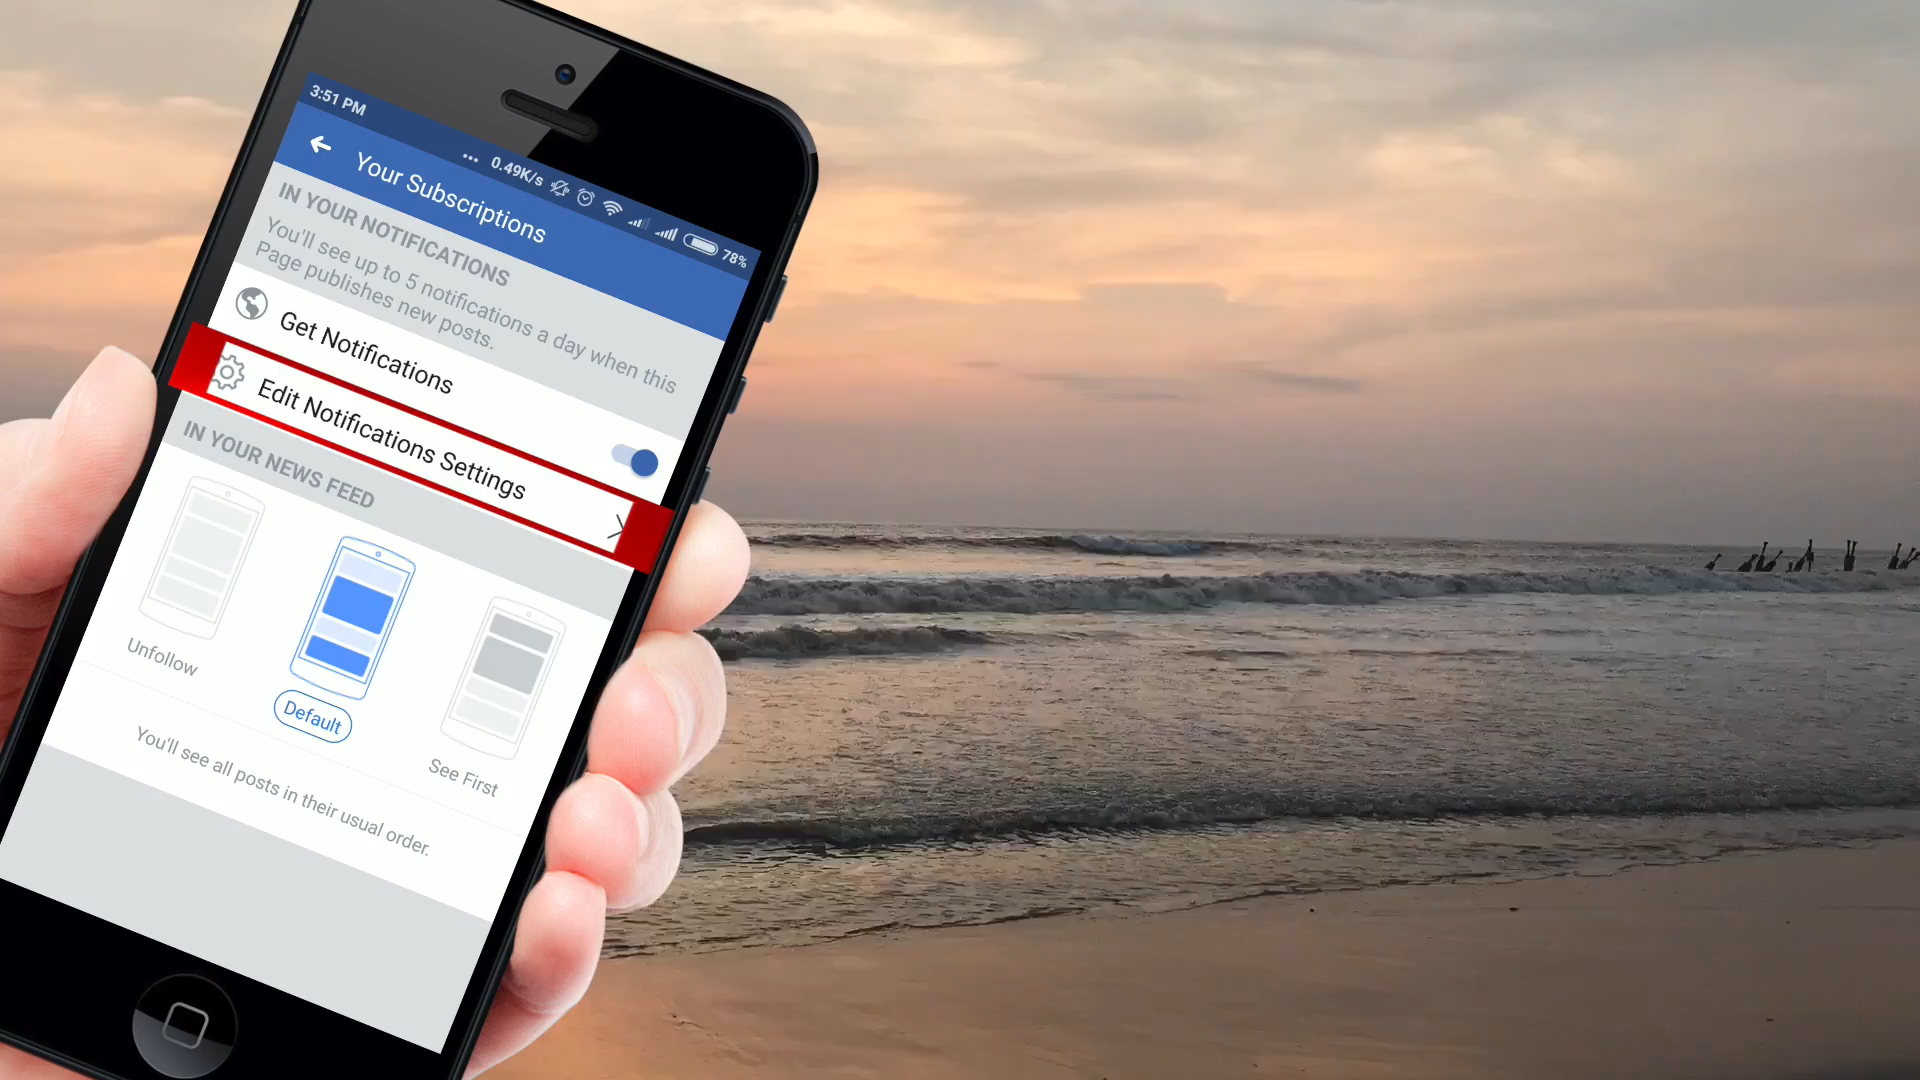 3:51 PM
... 0.49K/s 78%
Your Subscriptions
IN YOUR NOTIFICATIONS
You'll see up to 5 notifications a day when this
Page publishes new posts.
Get Notifications
Edit Notifications Settings
IN YOUR NEWS FEED
Unfollow
Default
See First
You'll see all posts in their usual order.